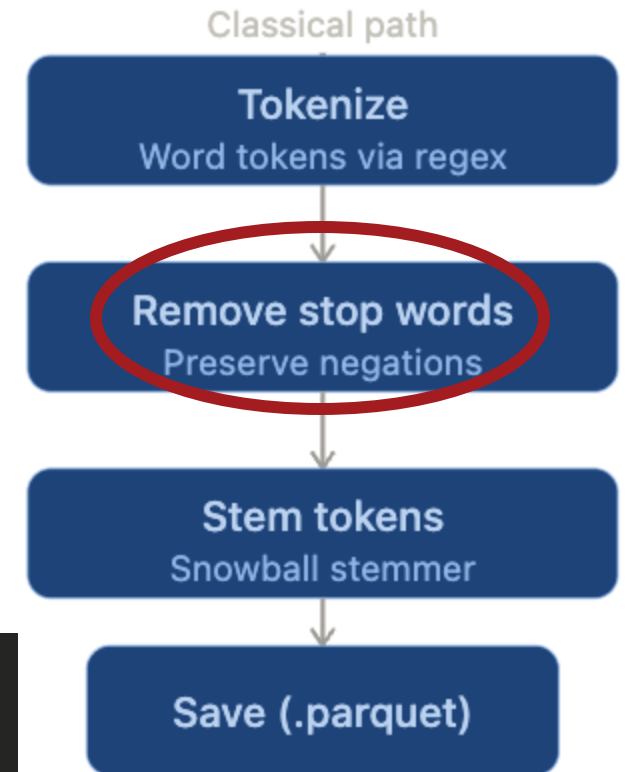 Classical path
Tokenize
Word tokens via regex
Remove stop words
Preserve negations
Stem tokens
Snowball stemmer
Save (.parquet)